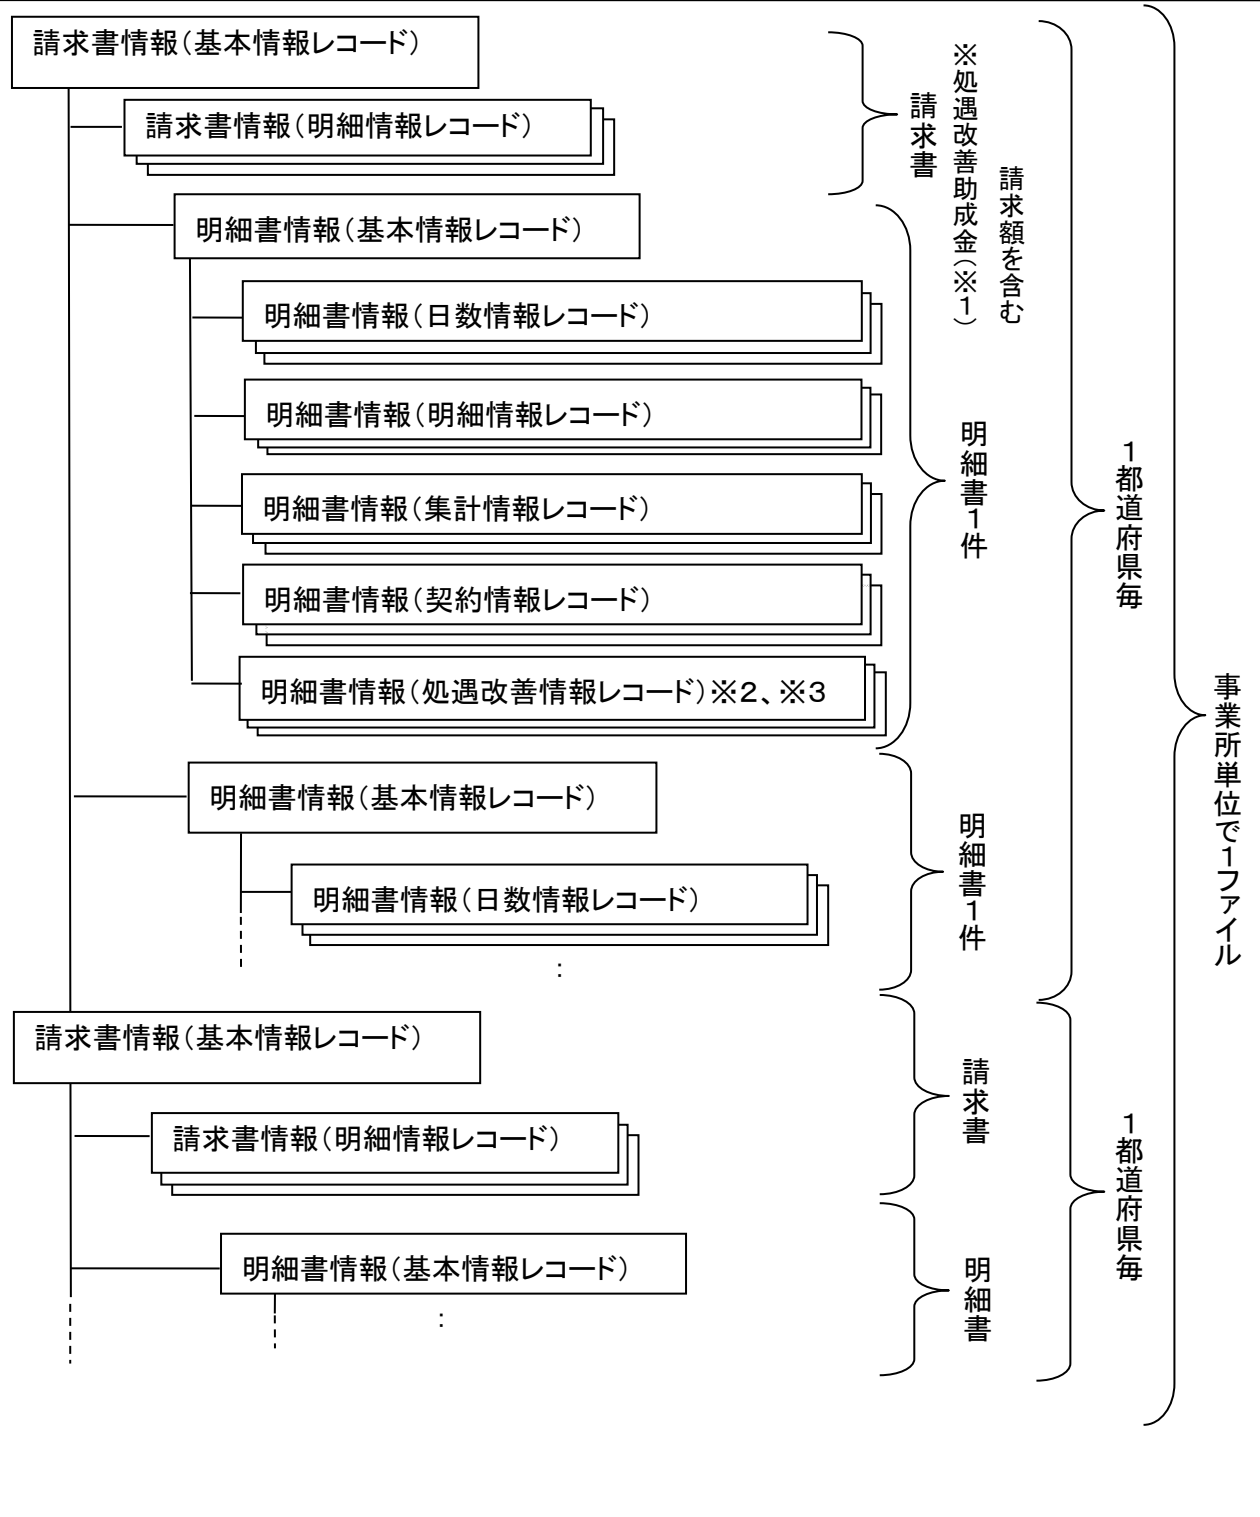 請求書情報（基本情報レコード）
請求書情報（明細情報レコード）
請求書
※処遇改善助成金（※1）
請求額を含む
明細書情報（基本情報レコード）
明細書情報（日数情報レコード）
明細書情報（明細情報レコード）
明細書情報（集計情報レコード）
明細書情報（契約情報レコード）
明細書情報（処遇改善情報レコード）※２、※３
明細書１件
明細書情報（基本情報レコード）
明細書情報（日数情報レコード）
：
明細書１件
１都道府県毎
請求書情報（基本情報レコード）
請求書情報（明細情報レコード）
請求書
明細書情報（基本情報レコード）
：
明細書
１都道府県毎
事業所単位で１ファイル